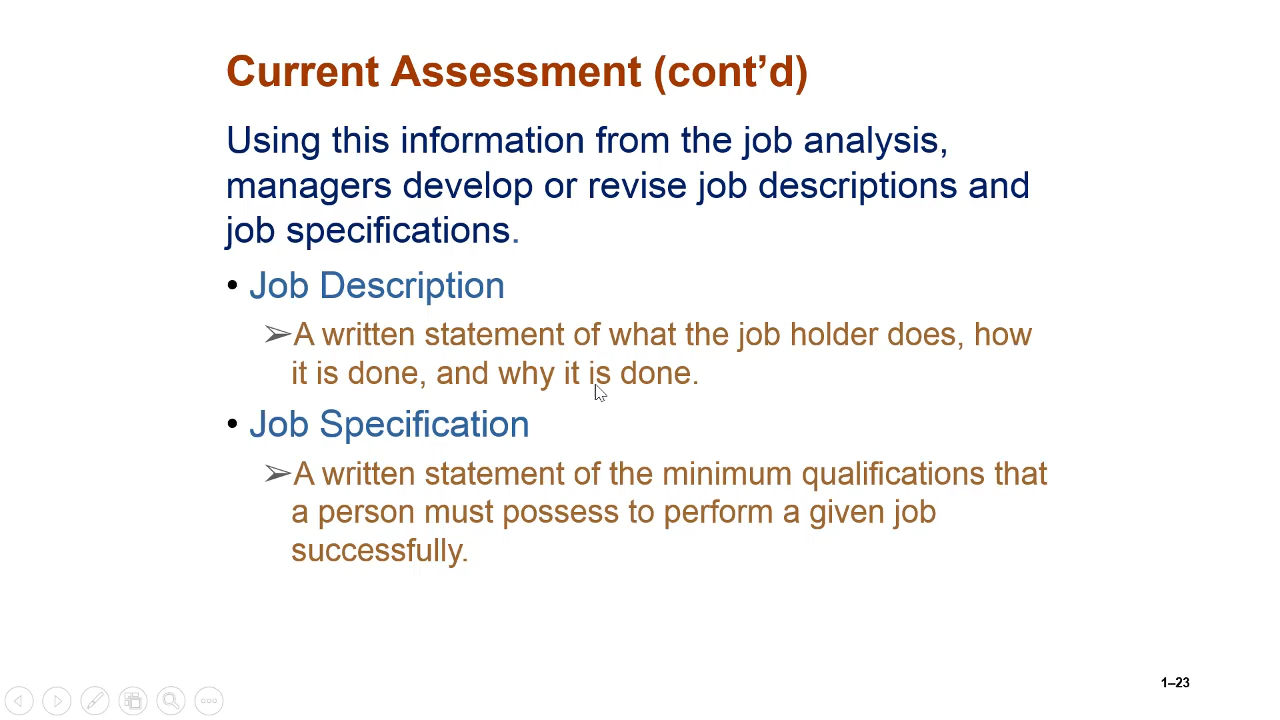 Current Assessment (cont’d)
Using this information from the job analysis,
managers develop or revise job descriptions and
job specifications.
• Job Description
➢A written statement of what the job holder does, how
it is done, and why it is done.
• Job Specification
➢A written statement of the minimum qualifications that
a person must possess to perform a given job
successfully.
1–23